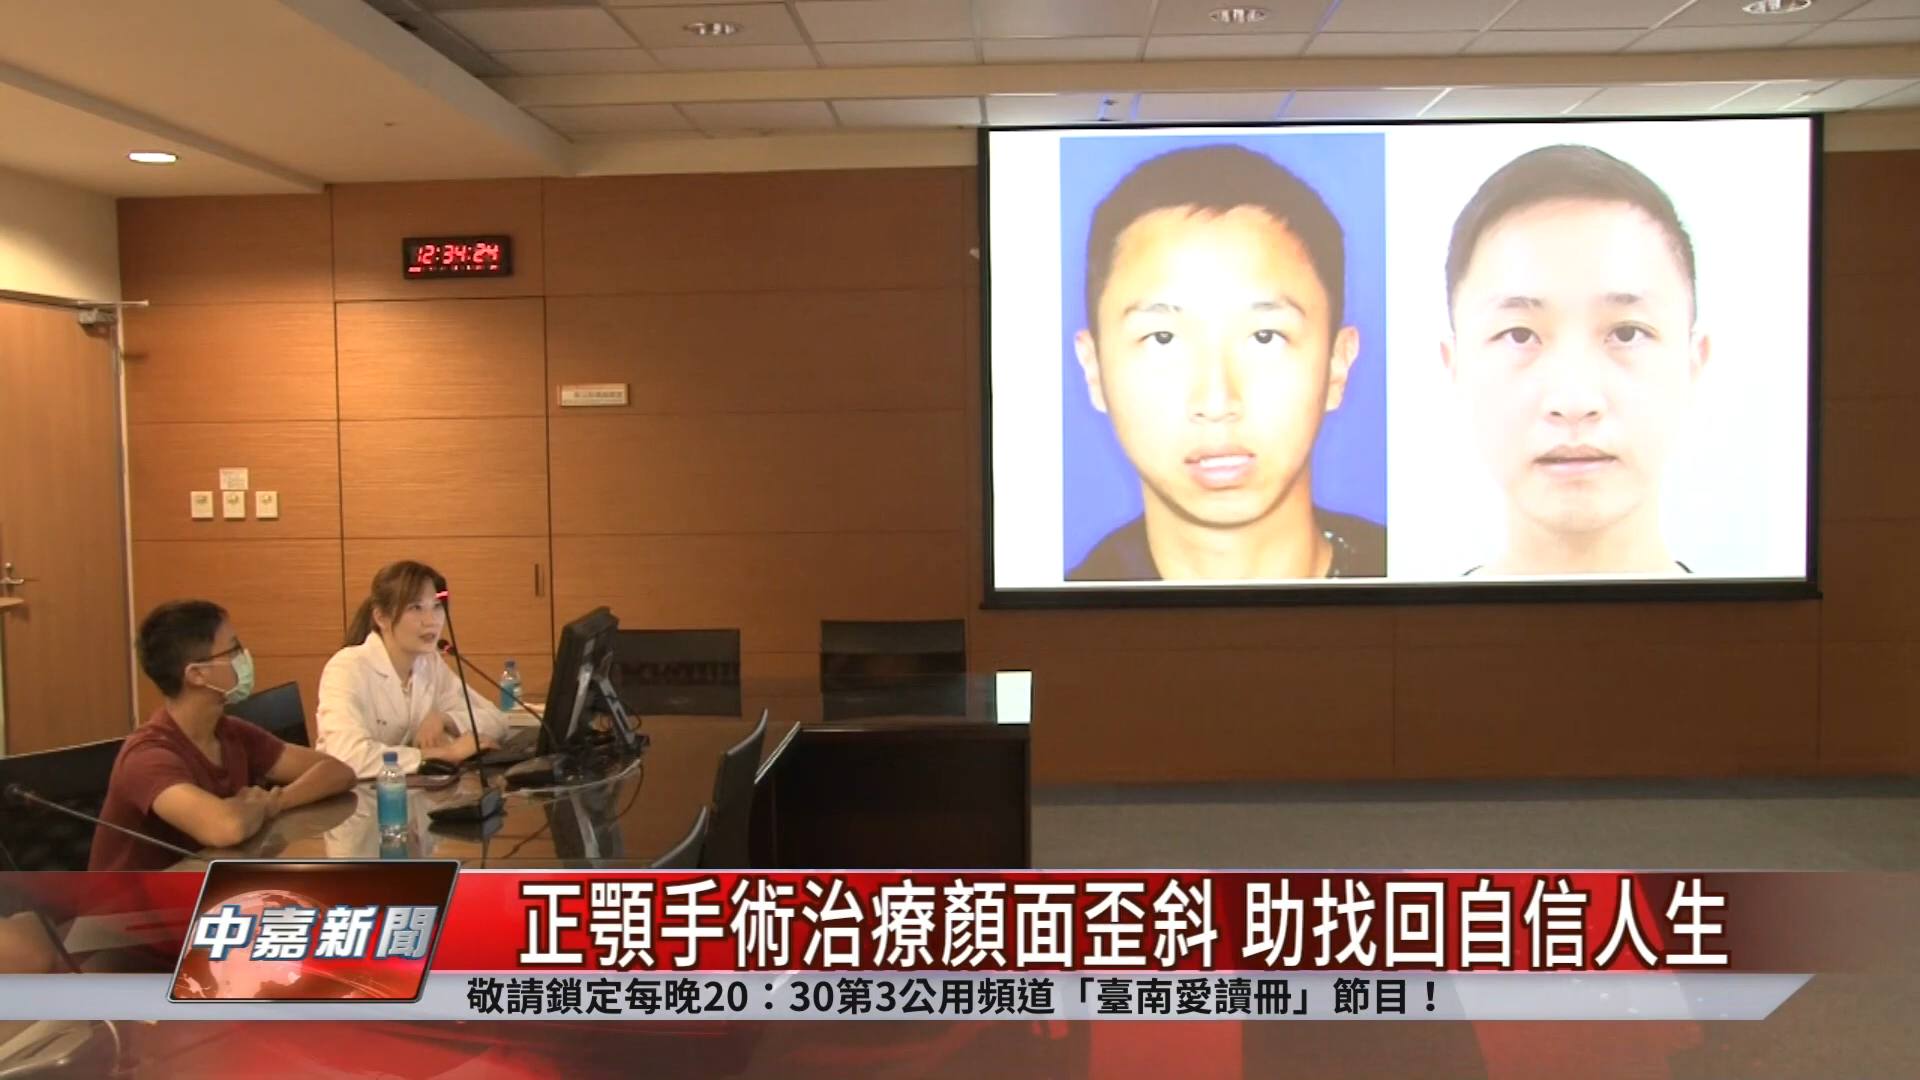 12:34:24
正顎手術治療顏面歪斜 助找回自信人生
中嘉新聞
敬請鎖定每晚20：30第3公用頻道「臺南愛讀冊」節目！